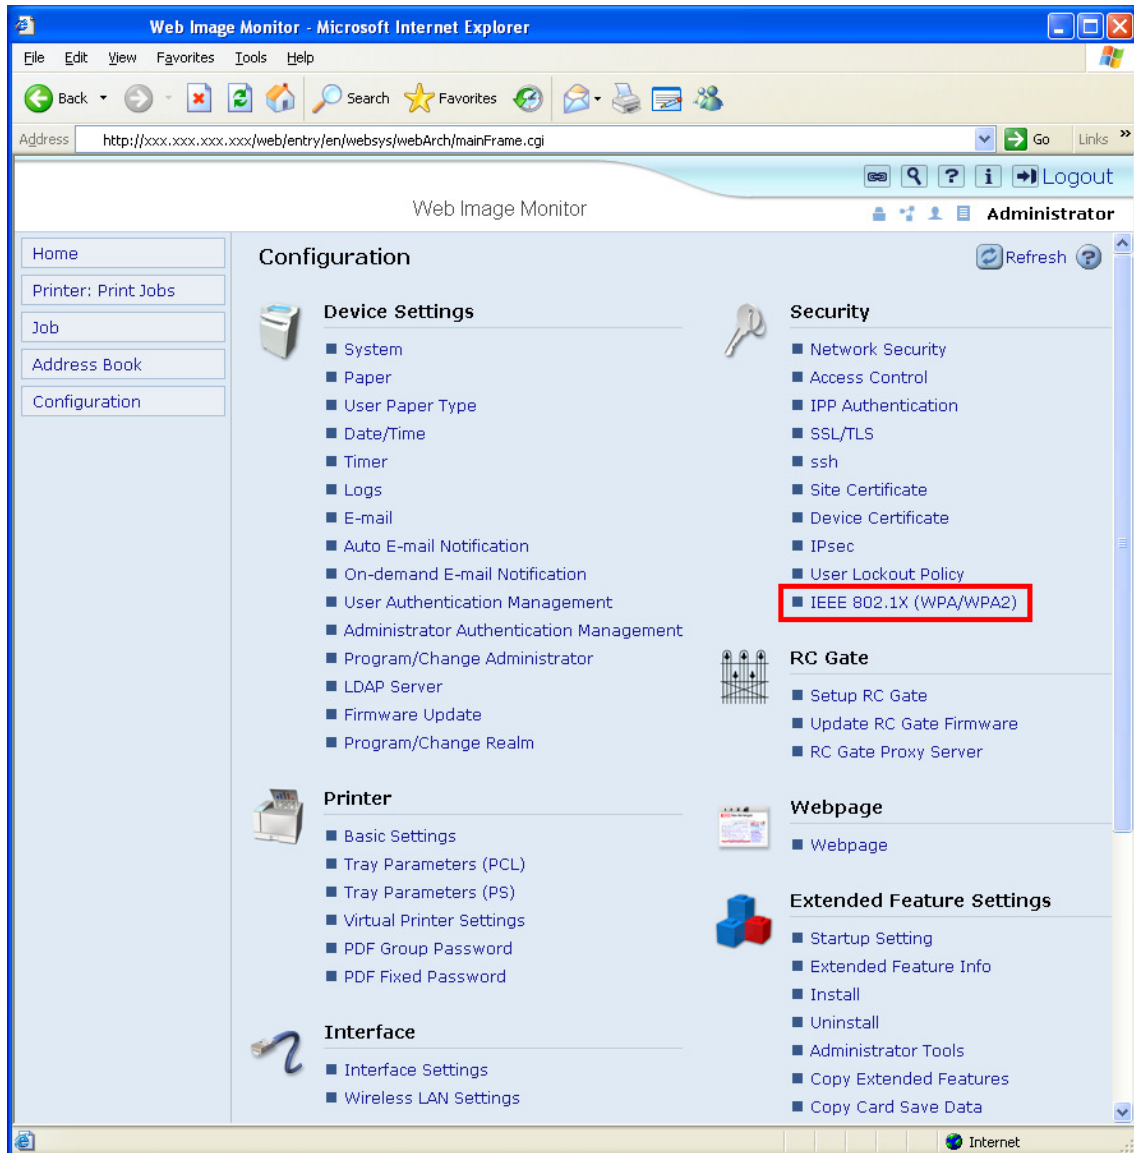 Web Image Monitor - Microsoft Internet Explorer
File Edit View Favorites Tools Help
Back Search Favorites
Address http://xxx.xxx.xxx.xxx/web/entry/en/websys/webArch/mainFrame.cgi Go Links »
? i Logout
Web Image Monitor
Administrator
Home
Printer: Print Jobs
Job
Address Book
Configuration
Configuration
Refresh ?
Device Settings
System
Paper
User Paper Type
Date/Time
Timer
Logs
E-mail
Auto E-mail Notification
On-demand E-mail Notification
User Authentication Management
Administrator Authentication Management
Program/Change Administrator
LDAP Server
Firmware Update
Program/Change Realm
Printer
Basic Settings
Tray Parameters (PCL)
Tray Parameters (PS)
Virtual Printer Settings
PDF Group Password
PDF Fixed Password
Interface
Interface Settings
Wireless LAN Settings
Security
Network Security
Access Control
IPP Authentication
SSL/TLS
ssh
Site Certificate
Device Certificate
IPsec
User Lockout Policy
IEEE 802.1X (WPA/WPA2)
RC Gate
Setup RC Gate
Update RC Gate Firmware
RC Gate Proxy Server
Webpage
Webpage
Extended Feature Settings
Startup Setting
Extended Feature Info
Install
Uninstall
Administrator Tools
Copy Extended Features
Copy Card Save Data
Internet